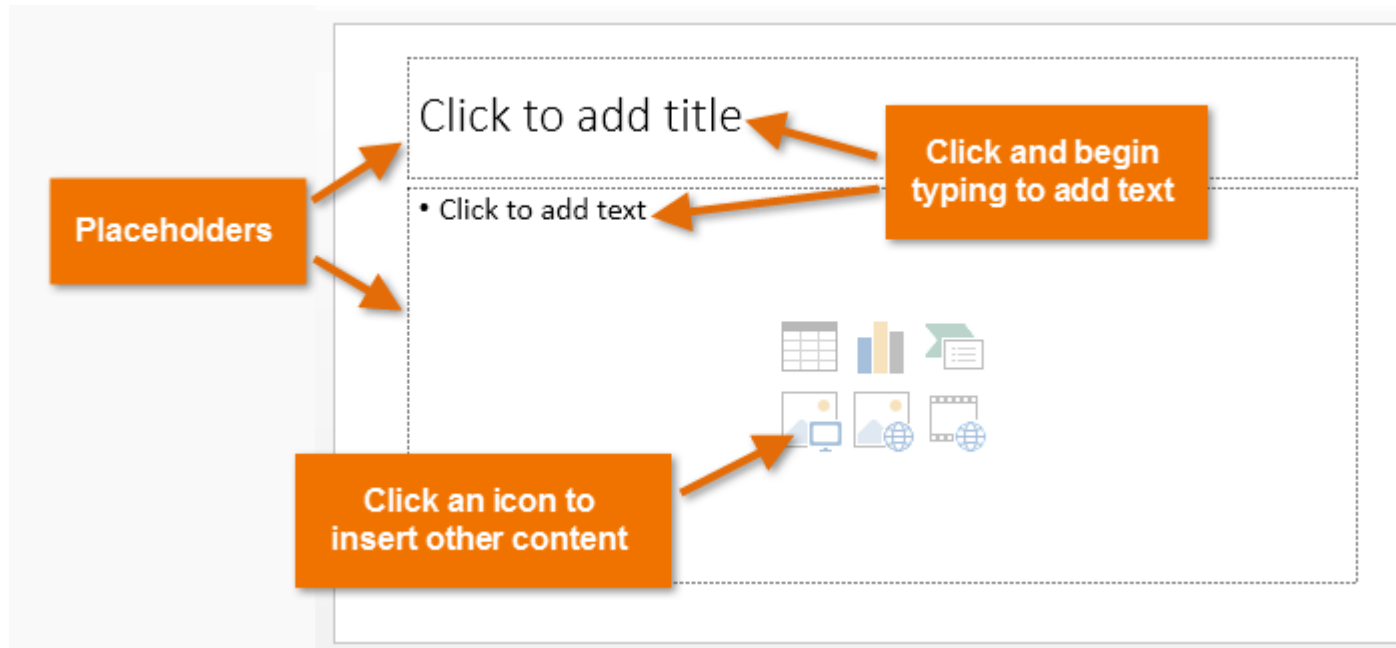 Click to add title
Click and begin
typing to add text
Placeholders
• Click to add text
Click an icon to
insert other content